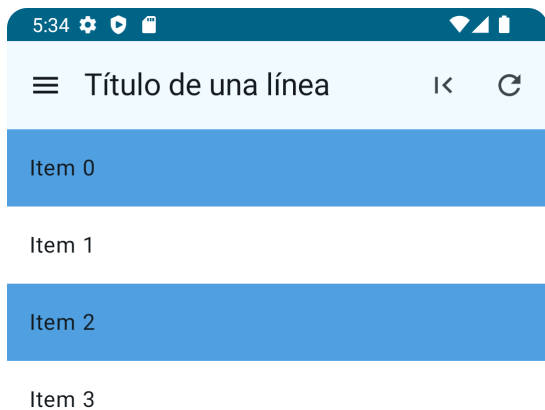 5:34
Título de una línea
Item 0
Item 1
Item 2
Item 3